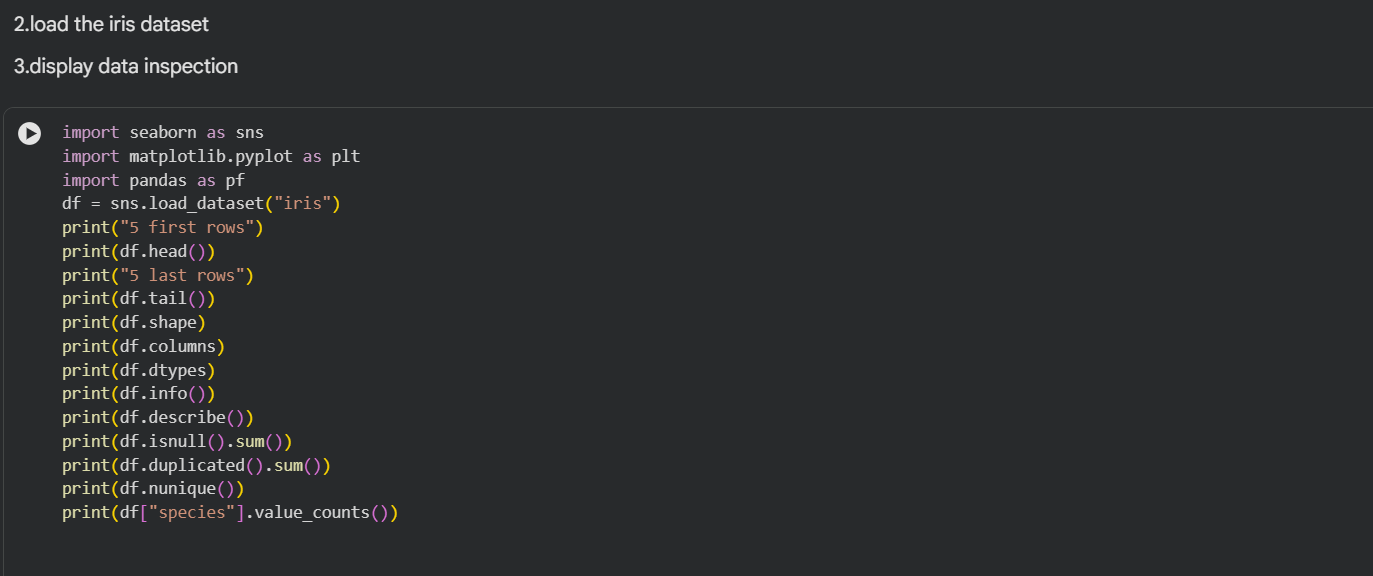 2.load the iris dataset
3.display data inspection
import seaborn as sns
import matplotlib.pyplot as plt
import pandas as pf
df = sns.load_dataset("iris")
print("5 first rows")
print(df.head())
print("5 last rows")
print(df.tail())
print(df.shape)
print(df.columns)
print(df.dtypes)
print(df.info())
print(df.describe())
print(df.isnull().sum())
print(df.duplicated().sum())
print(df.nunique())
print(df["species"].value_counts())